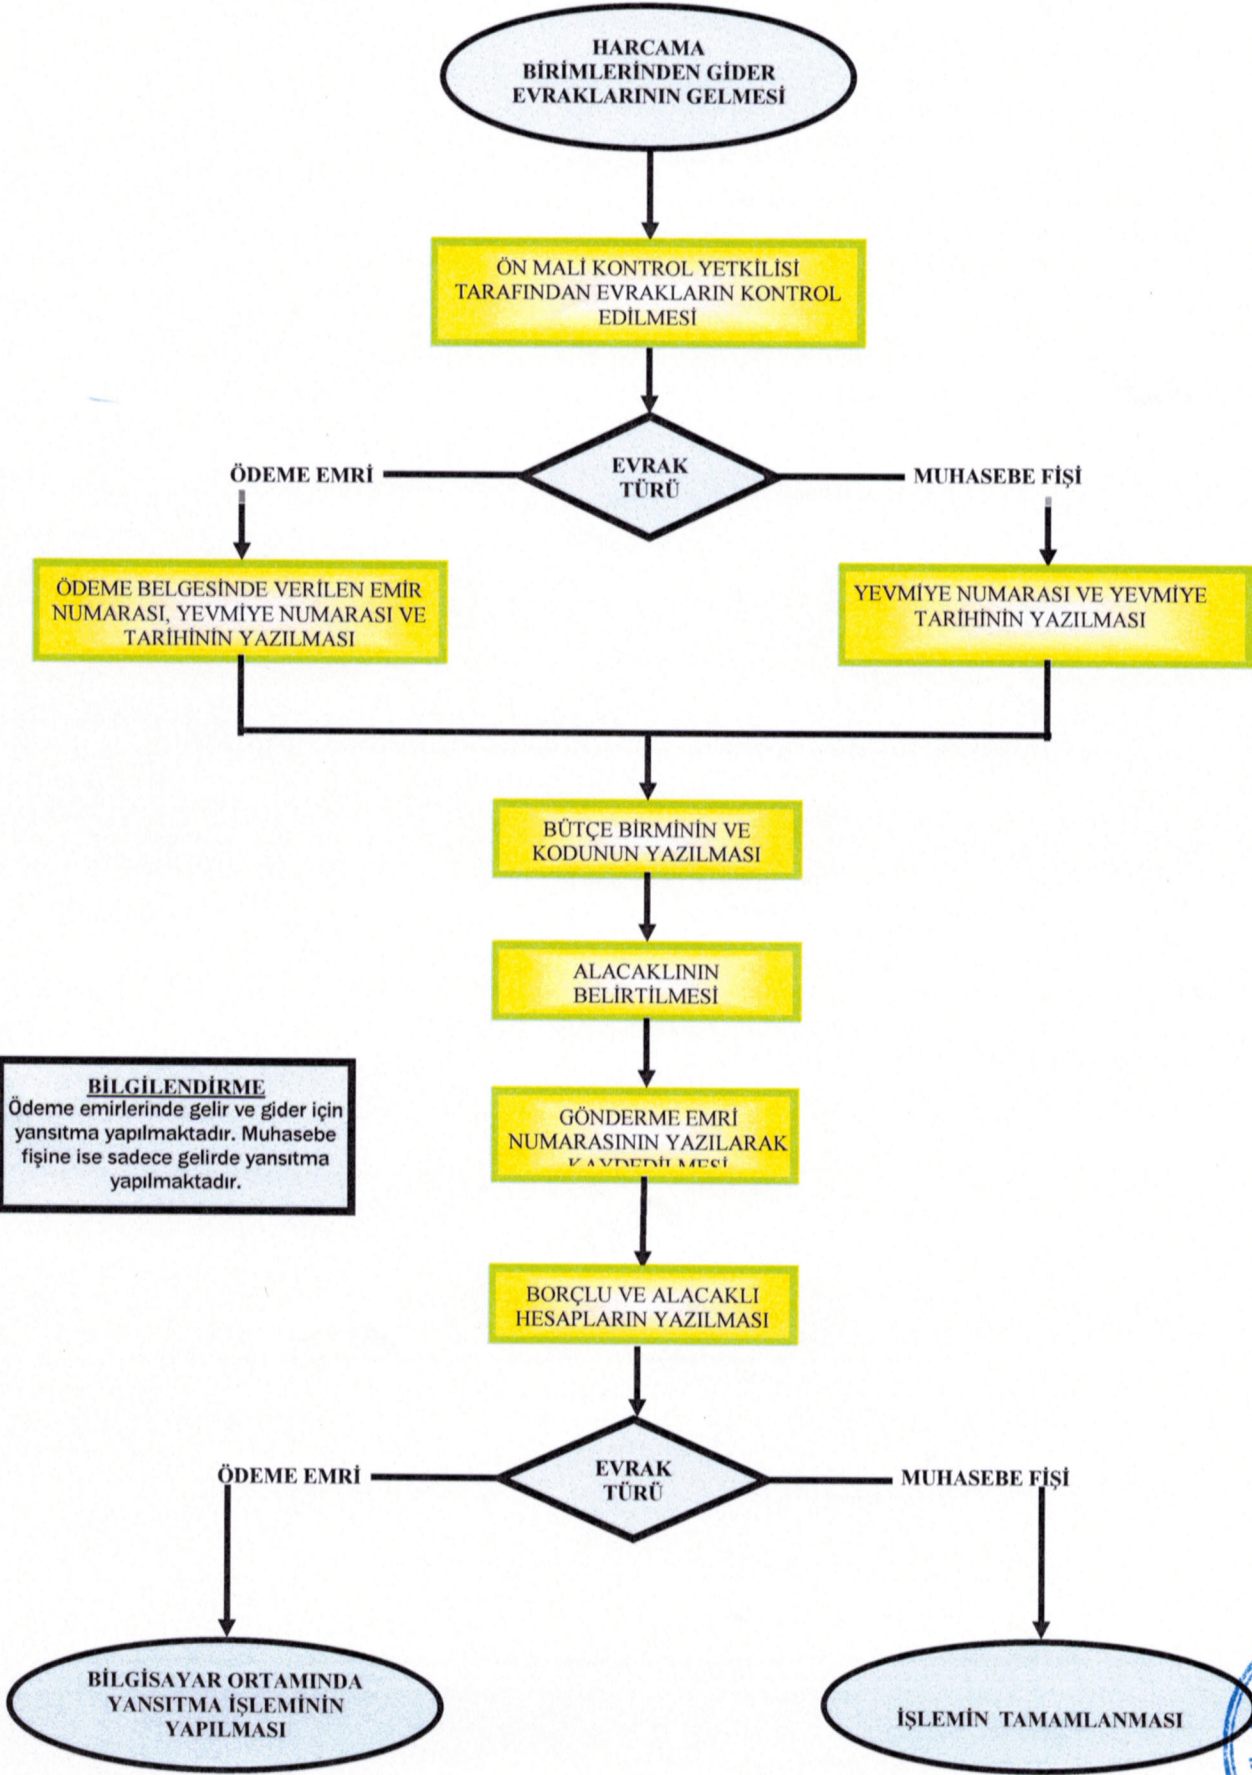 HARCAMA
BİRİMLERİNDEN GİDER
EVRAKLARININ GELMESİ
ÖN MALİ KONTROL YETKİLİSİ
TARAFINDAN EVRAKLARIN KONTROL
EDİLMESİ
EVRAK
TÜRÜ
ÖDEME EMRİ
MUHASEBE FİŞİ
ÖDEME BELGESİNDE VERİLEN EMİR
NUMARASI, YEVMİYE NUMARASI VE
TARİHİNİN YAZILMASI
YEVMİYE NUMARASI VE YEVMİYE
TARİHİNİN YAZILMASI
BÜTÇE BİRMİNİN VE
KODUNUN YAZILMASI
ALACAKLININ
BELİRTİLMESİ
BİLGİLENDİRME
Ödeme emirlerinde gelir ve gider için
yansıtma yapılmaktadır. Muhasebe
fişine ise sadece gelirde yansıtma
yapılmaktadır.
GÖNDERME EMRİ
NUMARASININ YAZILARAK
KAYDEDİLMESİ
BORÇLU VE ALACAKLI
HESAPLARIN YAZILMASI
EVRAK
TÜRÜ
ÖDEME EMRİ
MUHASEBE FİŞİ
BİLGİSAYAR ORTAMINDA
YANSITMA İŞLEMİNİN
YAPILMASI
İŞLEMİN TAMAMLANMASI